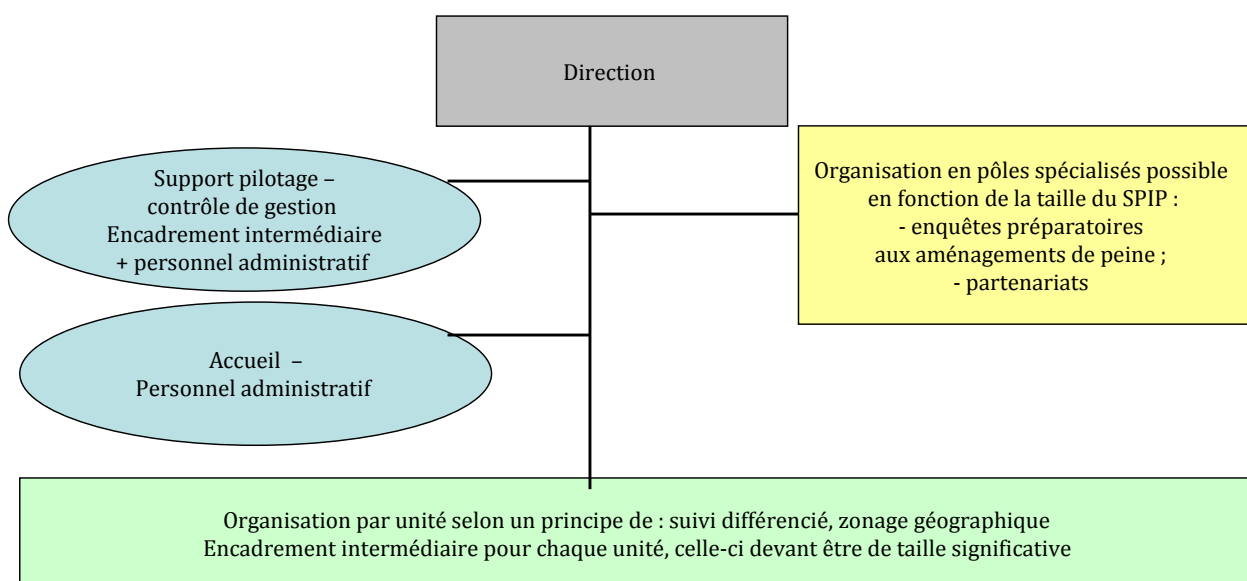 Direction
Support pilotage –
contrôle de gestion
Encadrement intermédiaire
+ personnel administratif
Organisation en pôles spécialisés possible
en fonction de la taille du SPIP :
- enquêtes préparatoires
aux aménagements de peine ;
- partenariats
Accueil –
Personnel administratif
Organisation par unité selon un principe de : suivi différencié, zonage géographique
Encadrement intermédiaire pour chaque unité, celle-ci devant être de taille significative